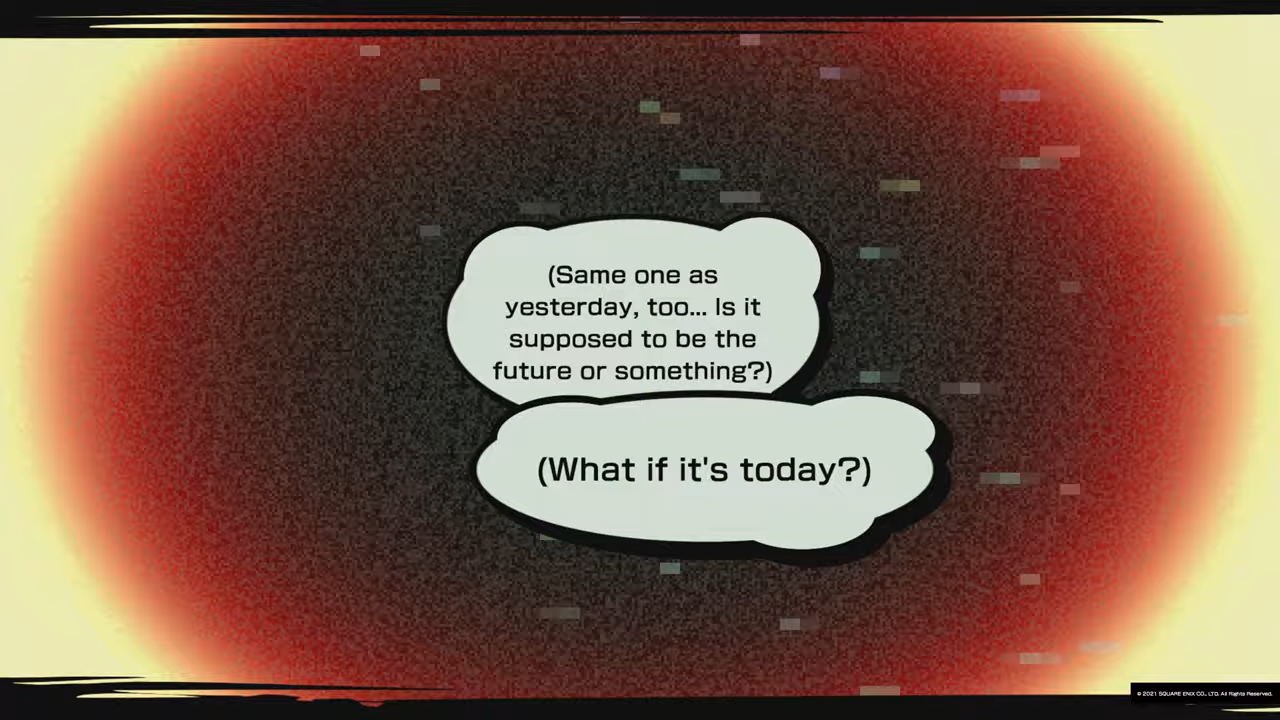 (Same one as
yesterday, too... Is it
supposed to be the
future or something?)
(What if it's today?)
© 2021 SQUARE ENIX CO., LTD. All Rights Reserved.